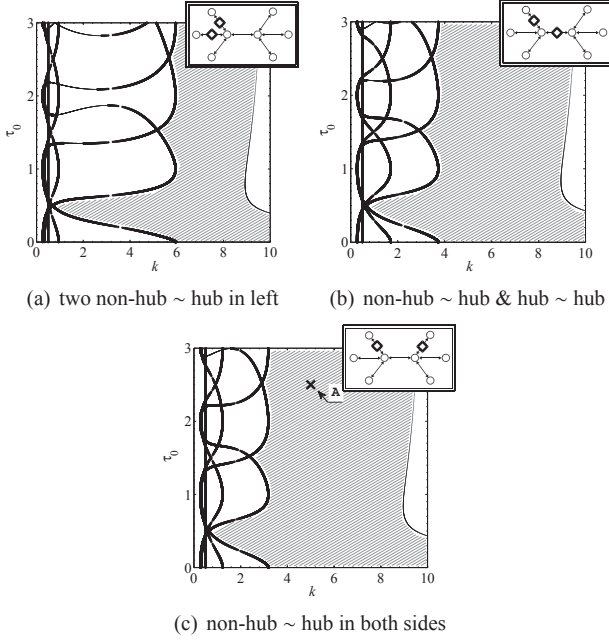 3
2
τ0
1
0
0 2 4 6 8 10
k
(a) two non-hub ~ hub in left
3
2
τ0
1
0
0 2 4 6 8 10
k
(b) non-hub ~ hub & hub ~ hub
3
A
2
τ0
1
0
0 2 4 6 8 10
k
(c) non-hub ~ hub in both sides